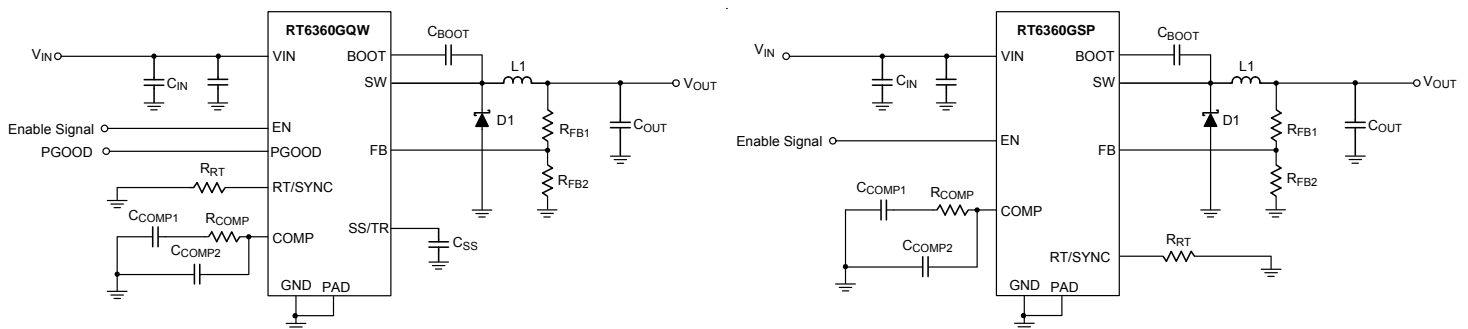 RT6360GQW
VIN
CIN
VIN
BOOT
CBOOT
SW
L1
VOUT
D1
RFB1
COUT
Enable Signal
EN
PGOOD
PGOOD
FB
RFB2
RRT
RT/SYNC
CCOMP1
RCOMP
COMP
CCOMP2
SS/TR
CSS
GND
PAD
RT6360GSP
VIN
CIN
VIN
BOOT
CBOOT
SW
L1
VOUT
D1
RFB1
COUT
Enable Signal
EN
FB
RFB2
CCOMP1
RCOMP
COMP
CCOMP2
RT/SYNC
RRT
GND
PAD